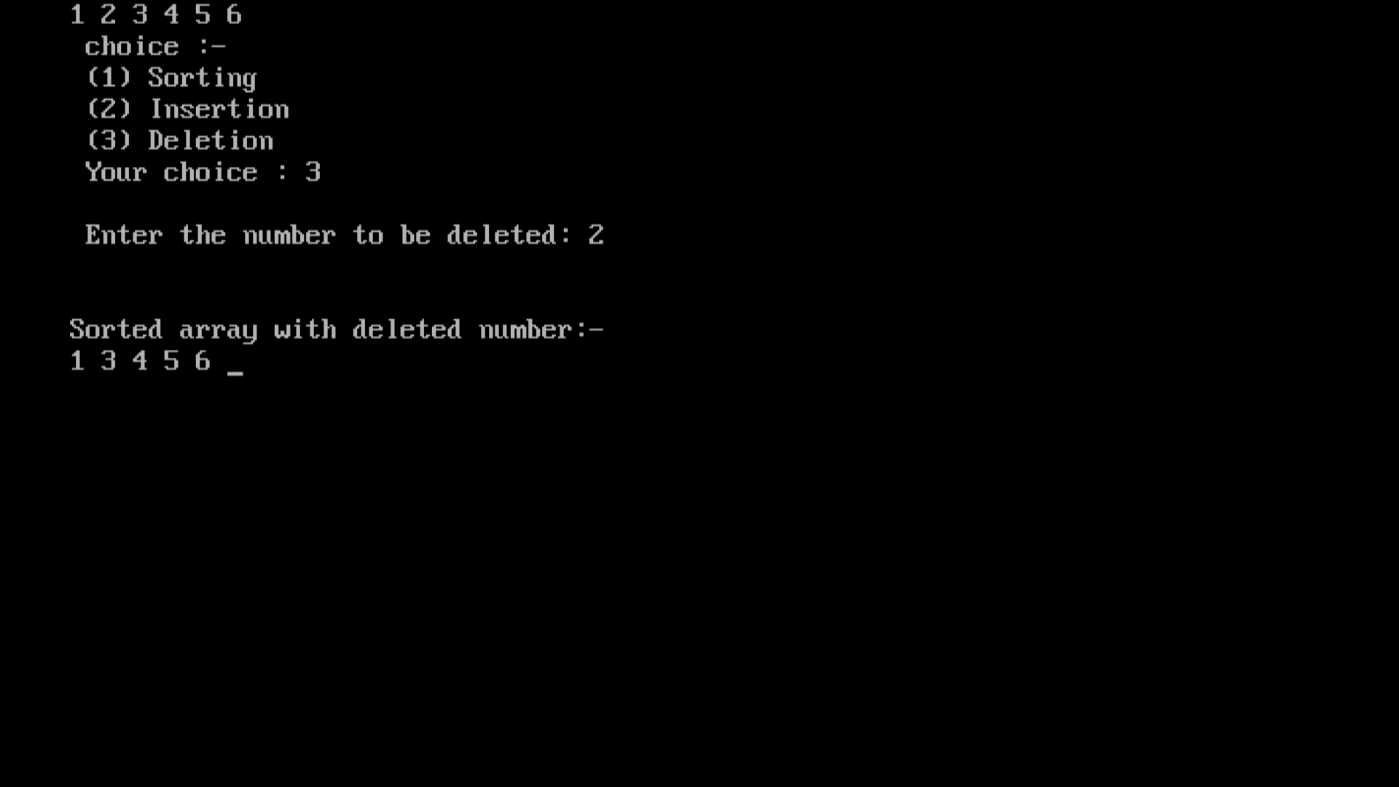 1 2 3 4 5 6
choice :-
(1) Sorting
(2) Insertion
(3) Deletion
Your choice : 3
Enter the number to be deleted: 2
Sorted array with deleted number:-
1 3 4 5 6 _